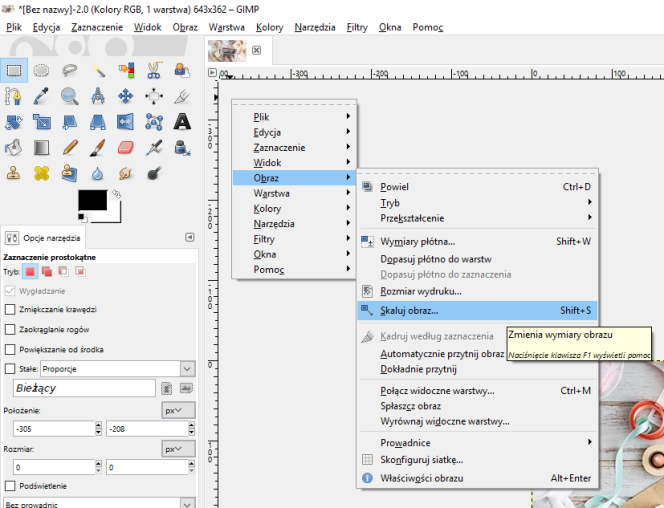 *[Bez nazwy]-2.0 (Kolory RGB, 1 warstwa) 643x362 – GIMP
Plik Edycja Zaznaczenie Widok Obraz Warstwa Kolory Narzędzia Filtry Okna Pomoc
-300 -200 -100 0 100
Plik
Edycja
Zaznaczenie
Widok
Obraz
Warstwa
Kolory
Narzędzia
Filtry
Okna
Pomoc
Powiel Ctrl+D
Tryb
Przekształcenie
Wymiary płótna... Shift+W
Dopasuj płótno do warstw
Dopasuj płótno do zaznaczenia
Rozmiar wydruku...
Skaluj obraz... Shift+S
Kadruj według zaznaczenia
Automatycznie przytnij obraz
Dokładnie przytnij
Połącz widoczne warstwy... Ctrl+M
Spłaszcz obraz
Wyrównaj widoczne warstwy...
Prowadnice
Skonfiguruj siatkę...
Właściwości obrazu Alt+Enter
Zmienia wymiary obrazu
Naciśnięcie klawisza F1 wyświetli pomoc
Opcje narzędzia
Zaznaczenie prostokątne
Tryb:
Wygładzanie
Zmiękczanie krawędzi
Zaokrąglanie rogów
Powiększanie od środka
Stałe: Proporcje
Bieżący
Położenie: px
-305 -208
Rozmiar: px
0 0
Podświetlenie
Bez prowadnic